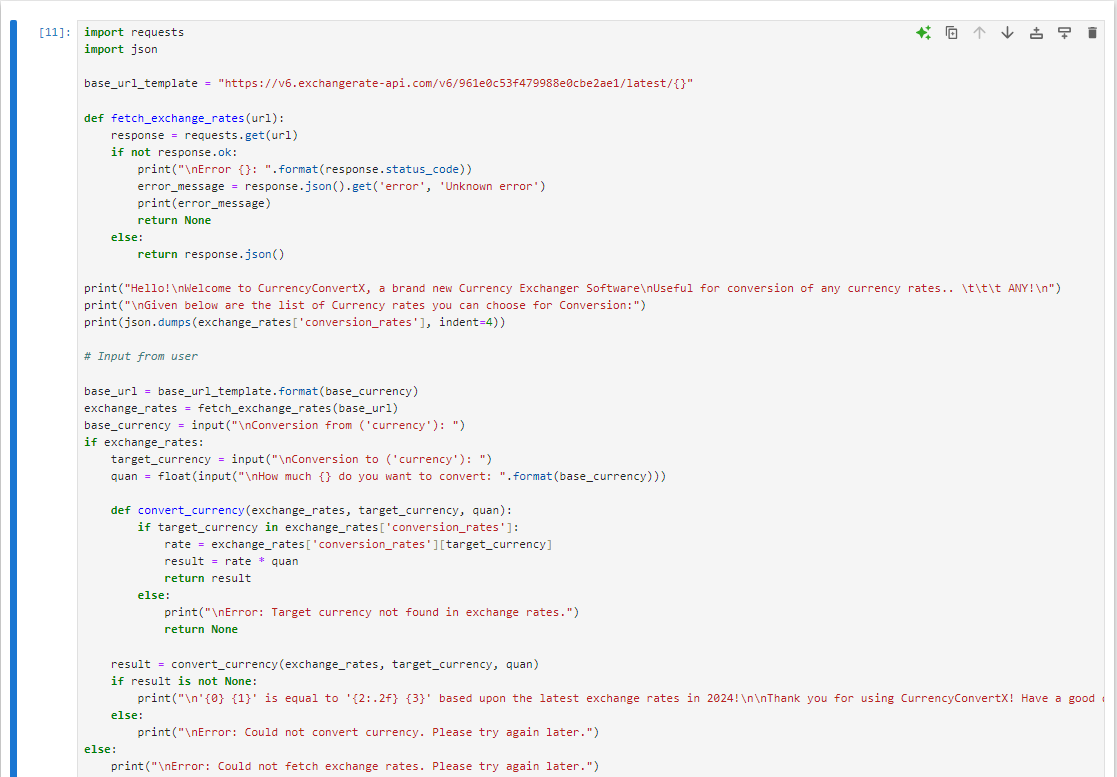 [11]:
import requests
import json

base_url_template = "https://v6.exchangerate-api.com/v6/961e0c53f479988e0cbe2ae1/latest/{}"

def fetch_exchange_rates(url):
    response = requests.get(url)
    if not response.ok:
        print("\nError {}: ".format(response.status_code))
        error_message = response.json().get('error', 'Unknown error')
        print(error_message)
        return None
    else:
        return response.json()

print("Hello!\nWelcome to CurrencyConvertX, a brand new Currency Exchanger Software\nUseful for conversion of any currency rates.. \t\t\t ANY!\n")
print("\nGiven below are the list of Currency rates you can choose for Conversion:")
print(json.dumps(exchange_rates['conversion_rates'], indent=4))

# Input from user

base_url = base_url_template.format(base_currency)
exchange_rates = fetch_exchange_rates(base_url)
base_currency = input("\nConversion from ('currency'): ")
if exchange_rates:
    target_currency = input("\nConversion to ('currency'): ")
    quan = float(input("\nHow much {} do you want to convert: ".format(base_currency)))

    def convert_currency(exchange_rates, target_currency, quan):
        if target_currency in exchange_rates['conversion_rates']:
            rate = exchange_rates['conversion_rates'][target_currency]
            result = rate * quan
            return result
        else:
            print("\nError: Target currency not found in exchange rates.")
            return None

    result = convert_currency(exchange_rates, target_currency, quan)
    if result is not None:
        print("\n'{0} {1}' is equal to '{2:.2f} {3}' based upon the latest exchange rates in 2024!\n\nThank you for using CurrencyConvertX! Have a good
    else:
        print("\nError: Could not convert currency. Please try again later.")
else:
    print("\nError: Could not fetch exchange rates. Please try again later.")